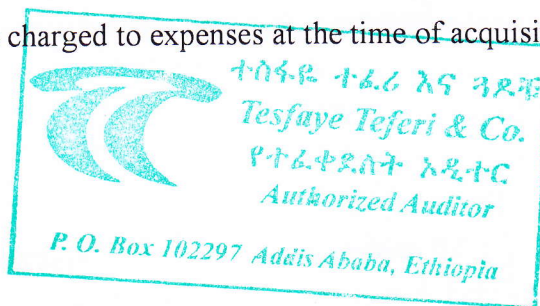 charged to expenses at the time of acquisi
ተስፋዬ ተፈሪ እና ጓዶቹ
Tesfaye Teferi & Co.
የተፈቀደለት ኦዲተር
Authorized Auditor
P. O. Box 102297 Addis Ababa, Ethiopia